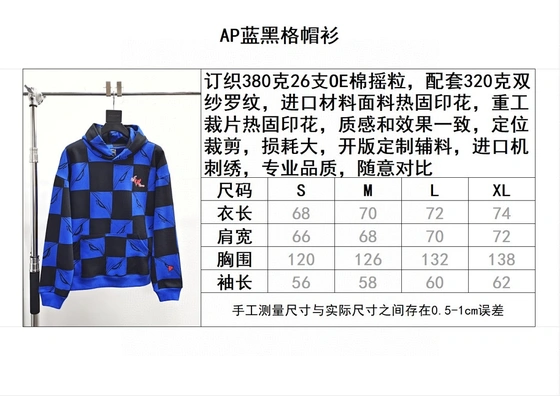 AP蓝黑格帽衫
订织380克26支OE棉摇粒，配套320克双
纱罗纹，进口材料面料热固印花，重工
裁片热固印花，质感和效果一致，定位
裁剪，损耗大，开版定制辅料，进口机
刺绣，专业品质，随意对比
尺码 S M L XL
衣长 68 70 72 74
肩宽 66 68 70 72
胸围 120 126 132 138
袖长 56 58 60 62
手工测量尺寸与实际尺寸之间存在0.5-1cm误差